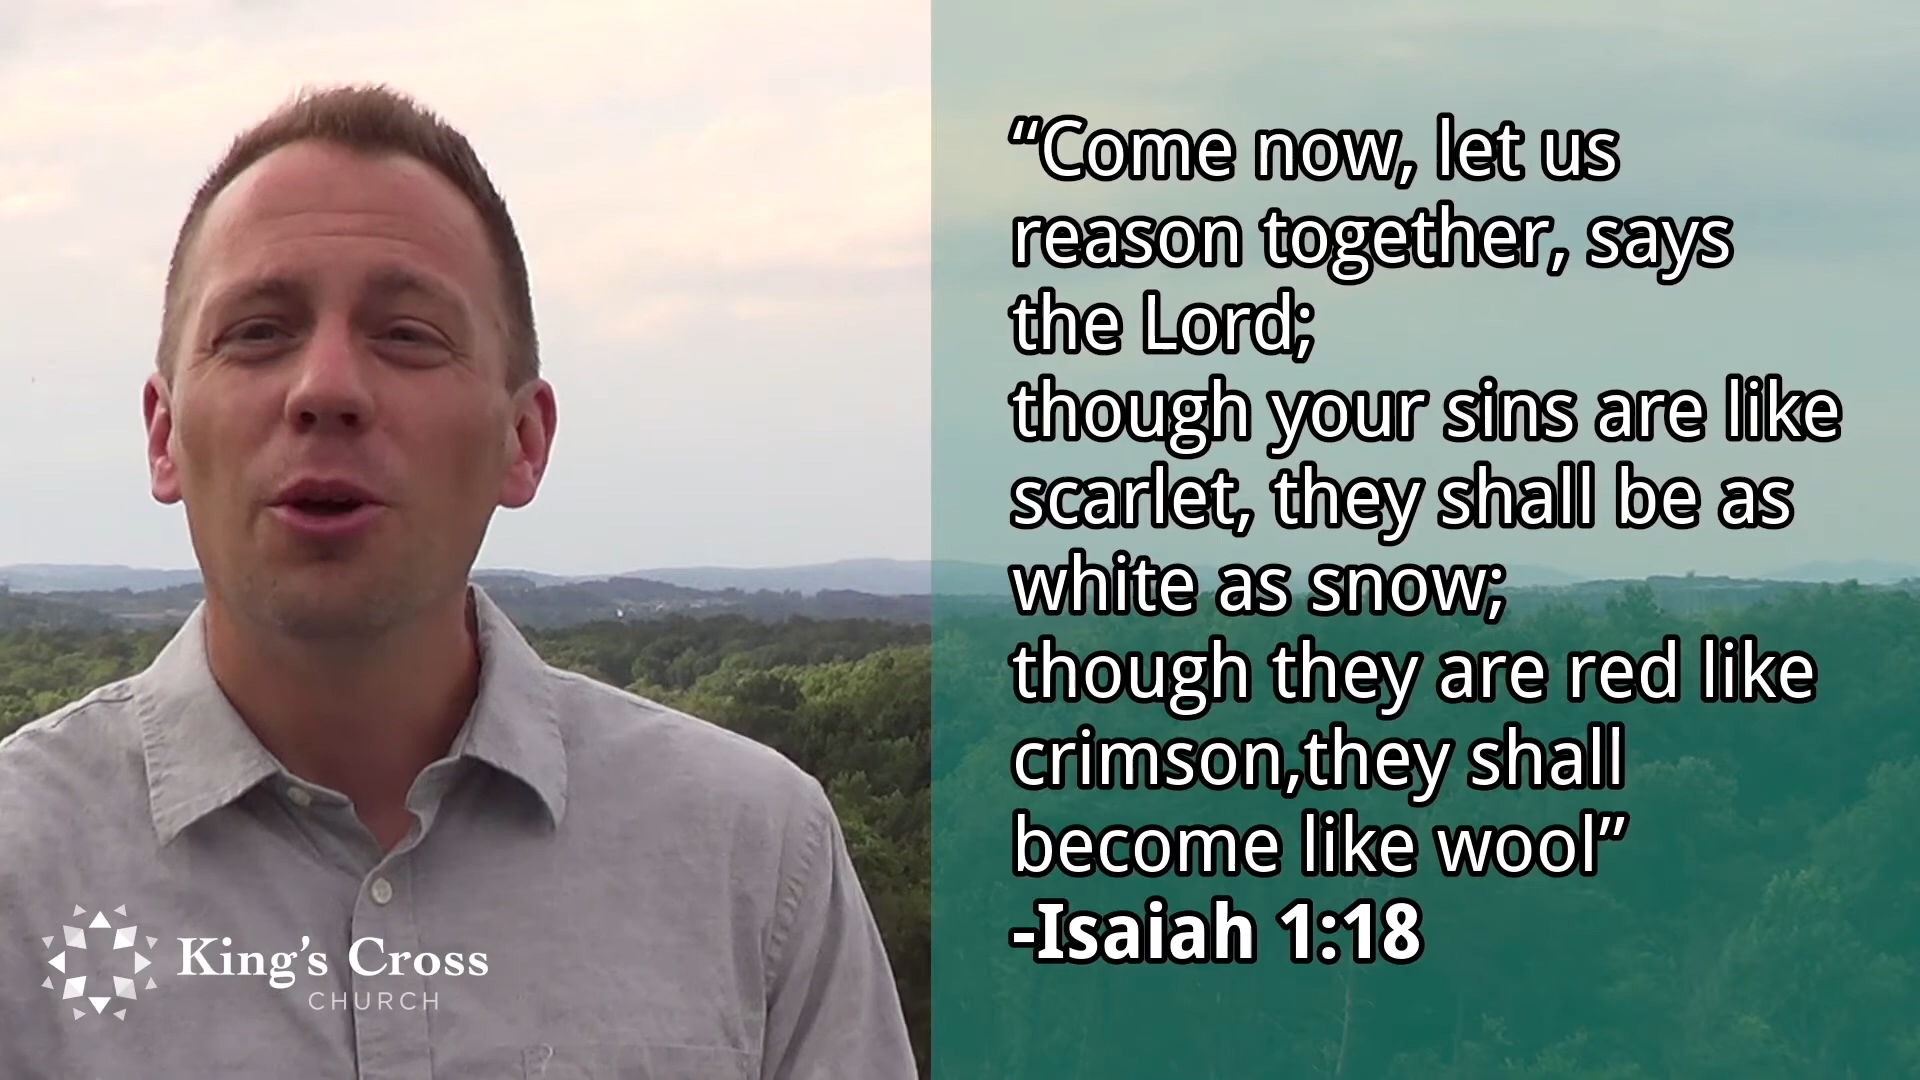 “Come now, let us
reason together, says
the Lord;
though your sins are like
scarlet, they shall be as
white as snow;
though they are red like
crimson,they shall
become like wool”
-Isaiah 1:18
King's Cross
CHURCH